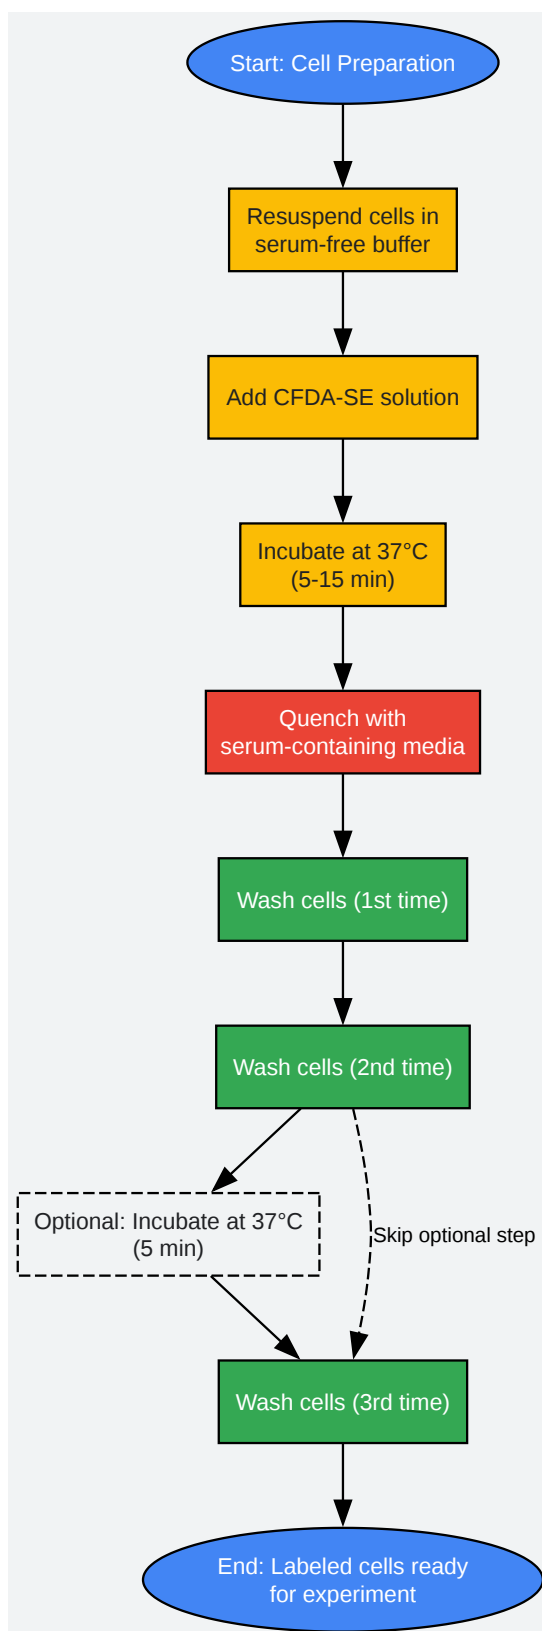 Start: Cell Preparation
Resuspend cells in
serum-free buffer
Add CFDA-SE solution
Incubate at 37°C
(5-15 min)
Quench with
serum-containing media
Wash cells (1st time)
Wash cells (2nd time)
Optional: Incubate at 37°C
(5 min)
Skip optional step
Wash cells (3rd time)
End: Labeled cells ready
for experiment